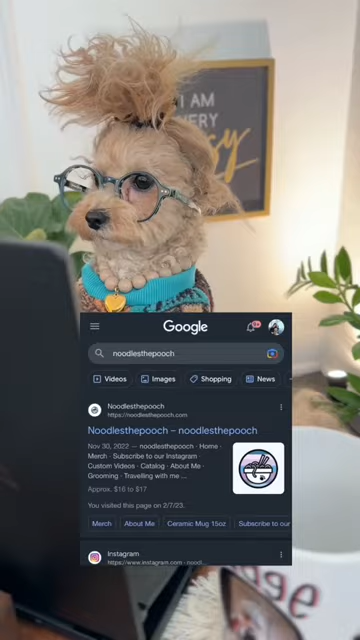 I AM
VERY
busy
Google
noodlesthepooch
Videos
Images
Shopping
News
Noodlesthepooch
https://noodlesthepooch.com
Noodlesthepooch – noodlesthepooch
Nov 30, 2022 — noodlesthepooch · Home ·
Merch · Subscribe to our Instagram
Custom Videos · Catalog · About Me ·
Grooming · Travelling with me ...
Approx. $16 to $17
You visited this page on 2/7/23.
Merch
About Me
Ceramic Mug 15oz
Subscribe to our
Instagram
https://www.instagram.com › noodl...